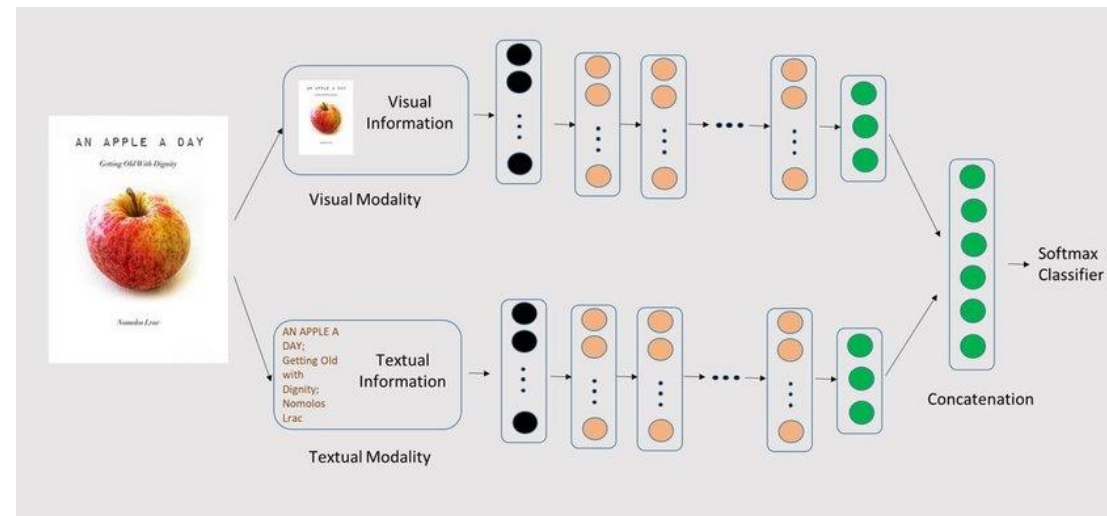 AN APPLE A DAY
Getting Old With Dignity
Nomolos Lrac
AN APPLE A DAY
Visual
Information
Visual Modality
AN APPLE A
DAY;
Getting Old
with
Dignity;
Nomolos
Lrac
Textual
Information
Textual Modality
Concatenation
Softmax
Classifier